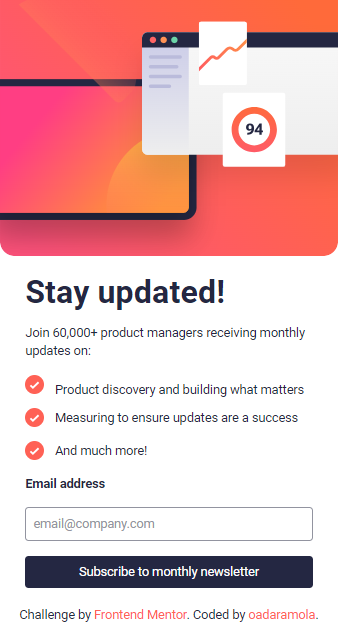 94
Stay updated!
Join 60,000+ product managers receiving monthly
updates on:
Product discovery and building what matters
Measuring to ensure updates are a success
And much more!
Email address
email@company.com
Subscribe to monthly newsletter
Challenge by Frontend Mentor. Coded by oadaramola.